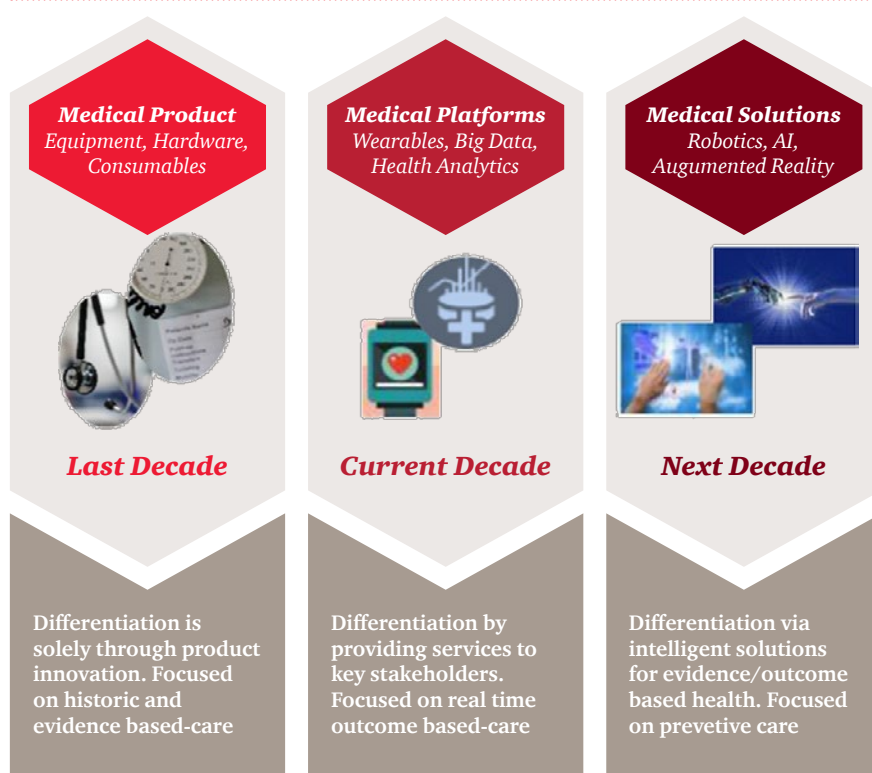 Medical Product
Equipment, Hardware,
Consumables
Last Decade
Differentiation is
solely through product
innovation. Focused
on historic and
evidence based-care
Medical Platforms
Wearables, Big Data,
Health Analytics
Current Decade
Differentiation by
providing services to
key stakeholders.
Focused on real time
outcome based-care
Medical Solutions
Robotics, AI,
Augumented Reality
Next Decade
Differentiation via
intelligent solutions
for evidence/outcome
based health. Focused
on prevetive care